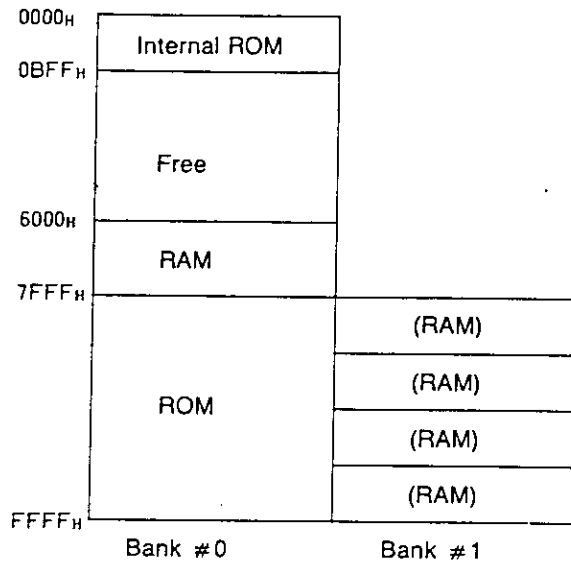 0000H
Internal ROM
0BFFH
Free
6000H
RAM
7FFFH
(RAM)
(RAM)
ROM
(RAM)
(RAM)
FFFFH
Bank #0
Bank #1